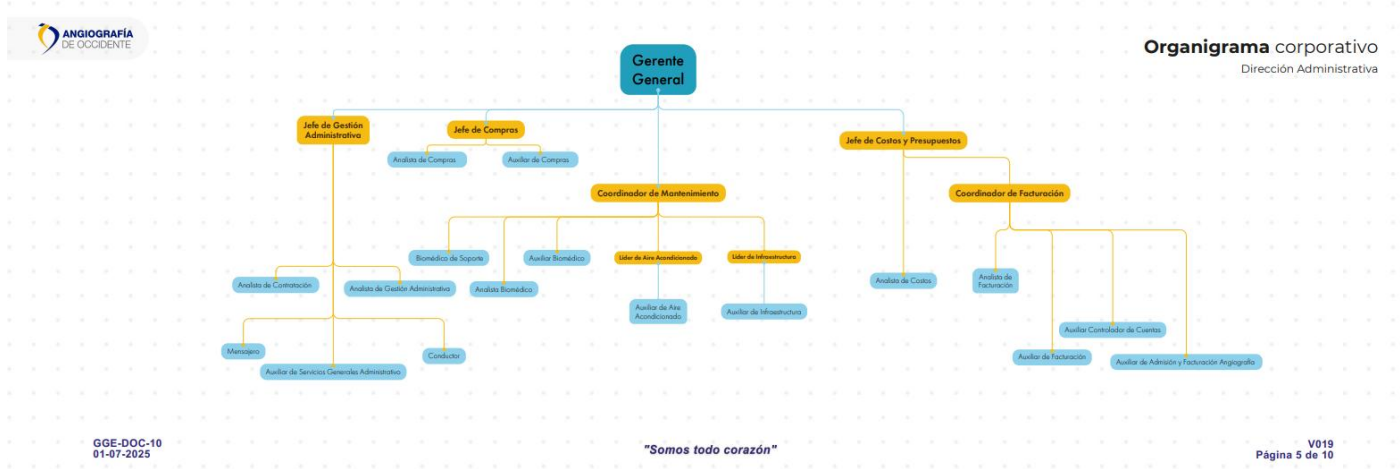 ANGIOGRAFÍA
DE OCCIDENTE
Organigrama corporativo
Dirección Administrativa
Gerente
General
Jefe de Gestión
Administrativa
Jefe de Compras
Jefe de Costos y Presupuestos
Analista de Compras
Auxiliar de Compras
Coordinador de Mantenimiento
Coordinador de Facturación
Biomédico de Soporte
Auxiliar Biomédico
Líder de Aire Acondicionado
Líder de Infraestructura
Analista de Contratación
Analista de Gestión Administrativa
Analista Biomédico
Analista de Costos
Analista de
Facturación
Auxiliar de Aire
Acondicionado
Auxiliar de Infraestructura
Auxiliar Controlador de Cuentas
Mensajero
Conductor
Auxiliar de Facturación
Auxiliar de Admisión y Facturación Angiografía
Auxiliar de Servicios Generales Administrativo
GGE-DOC-10
01-07-2025
"Somos todo corazón"
V019
Página 5 de 10